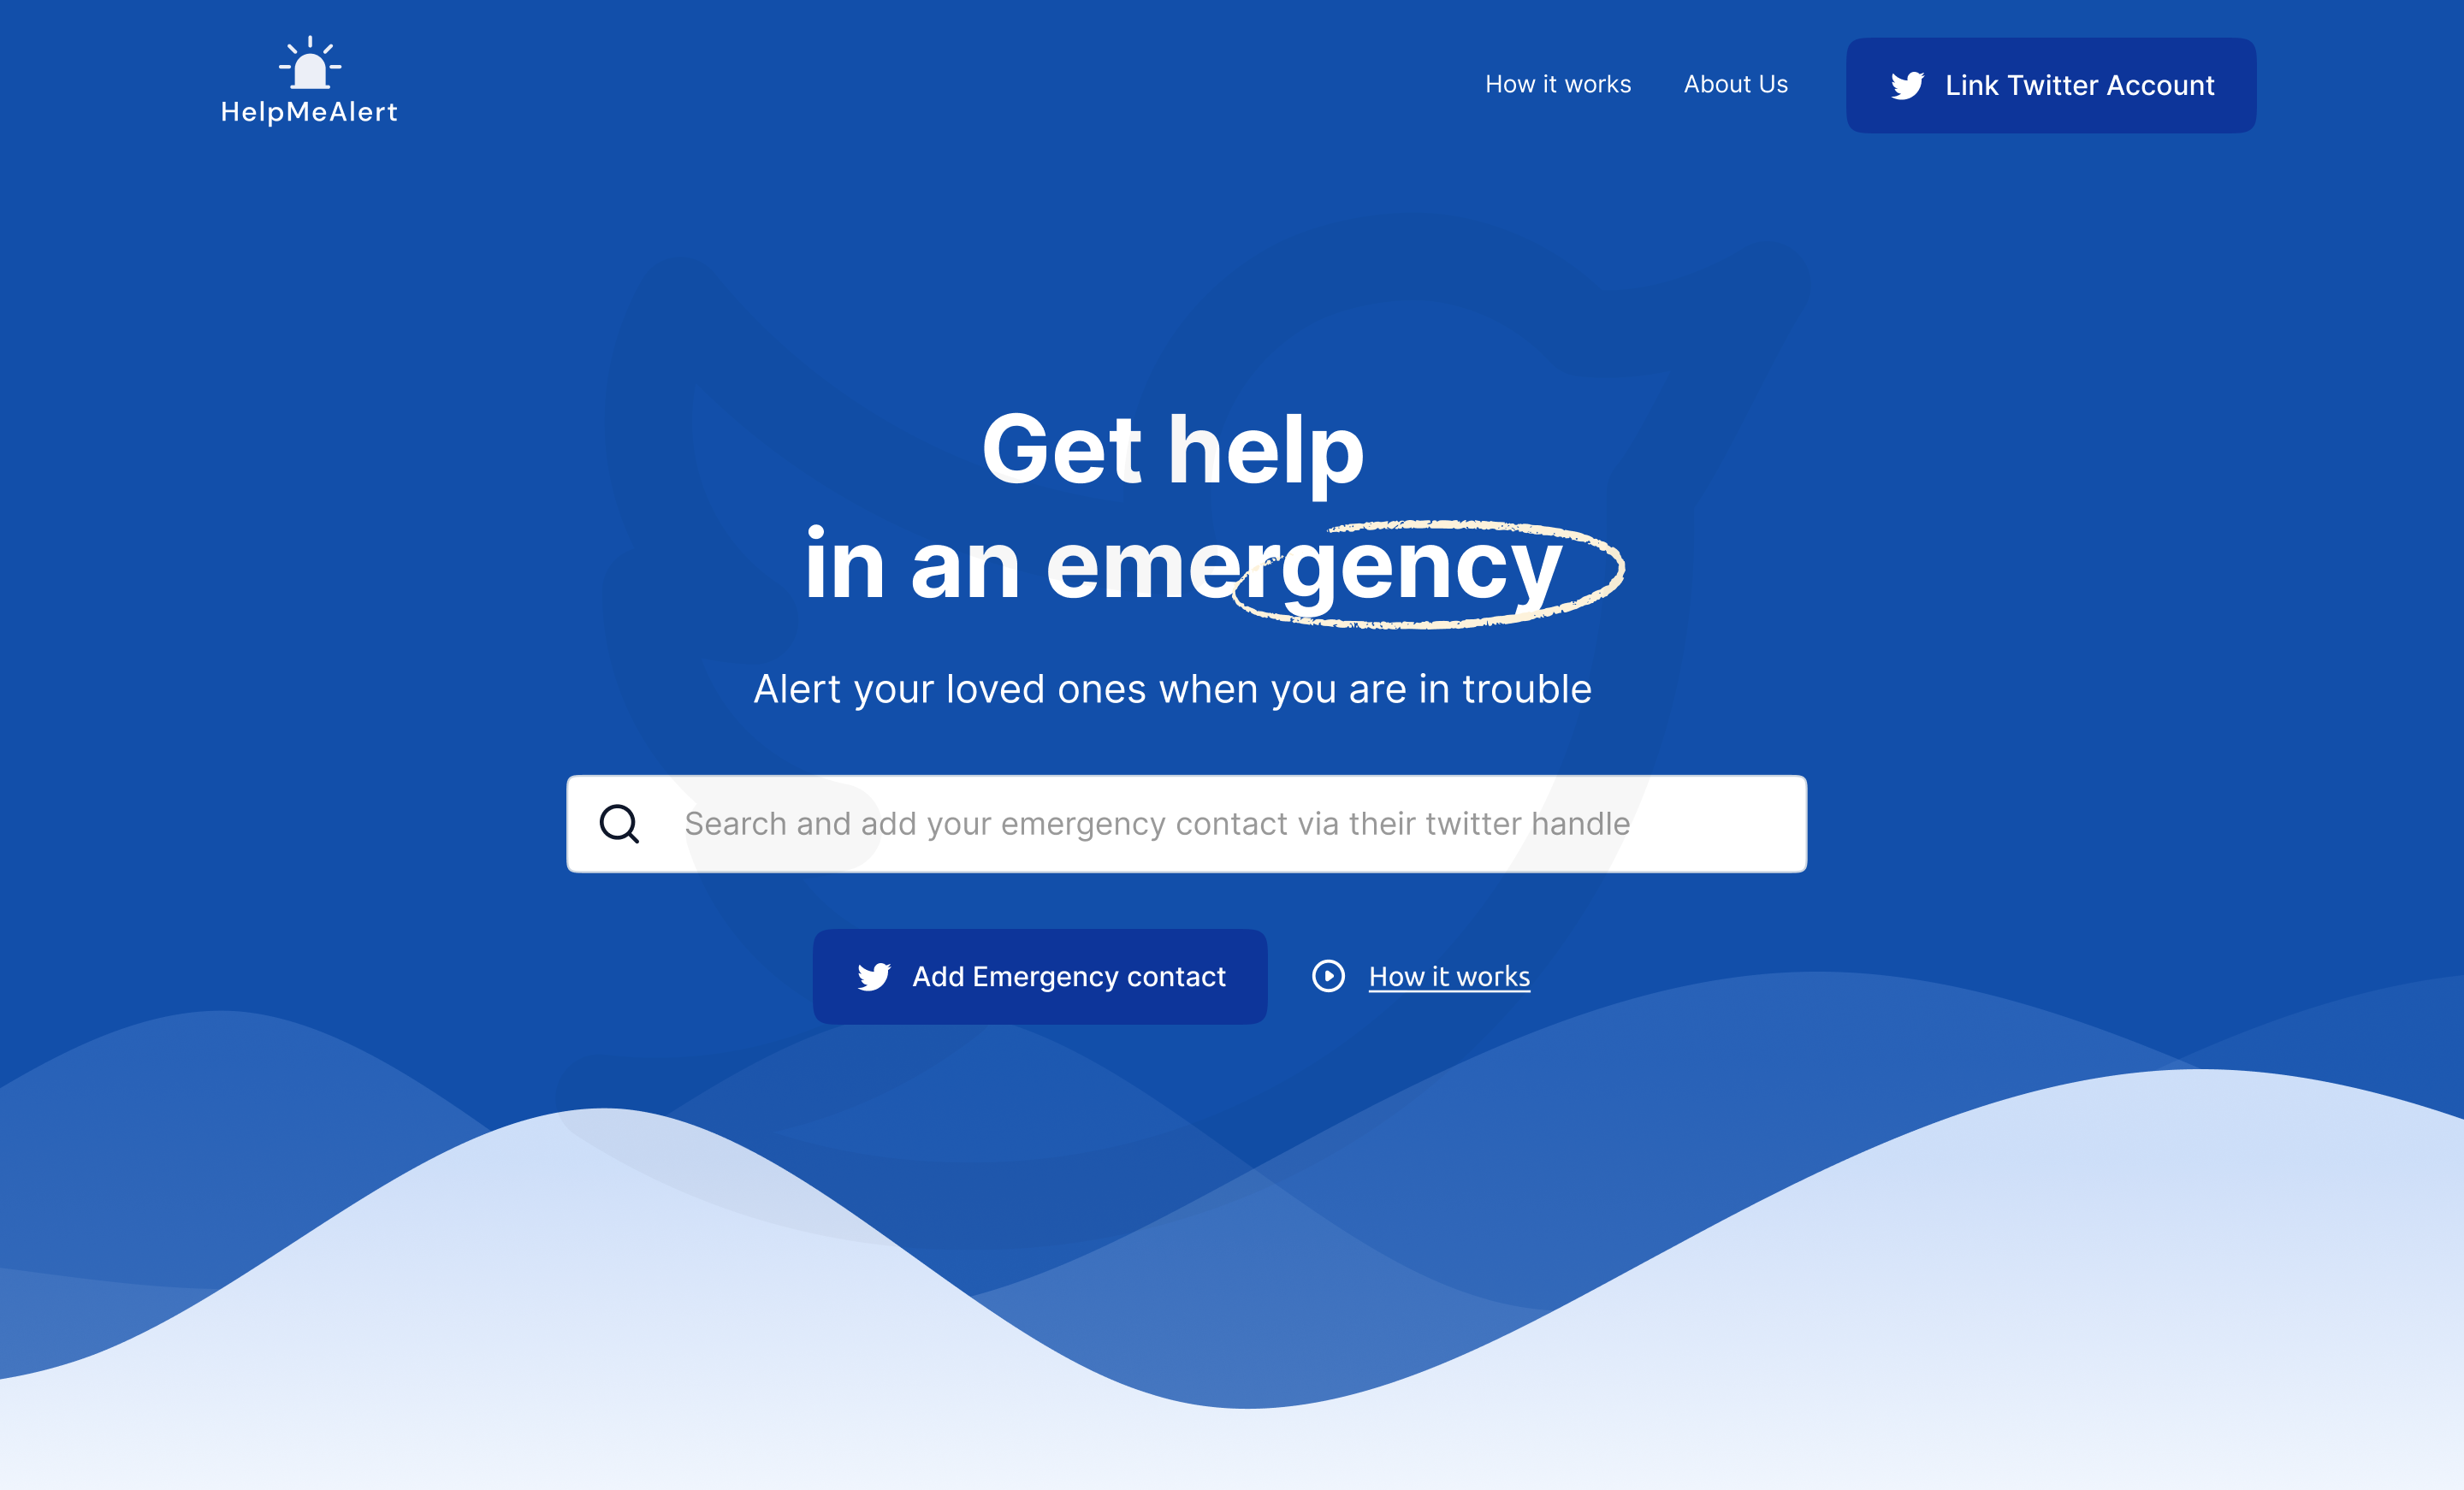 HelpMeAlert
How it works
About Us
Link Twitter Account
Get help
in an emergency
Alert your loved ones when you are in trouble
Search and add your emergency contact via their twitter handle
Add Emergency contact
How it works